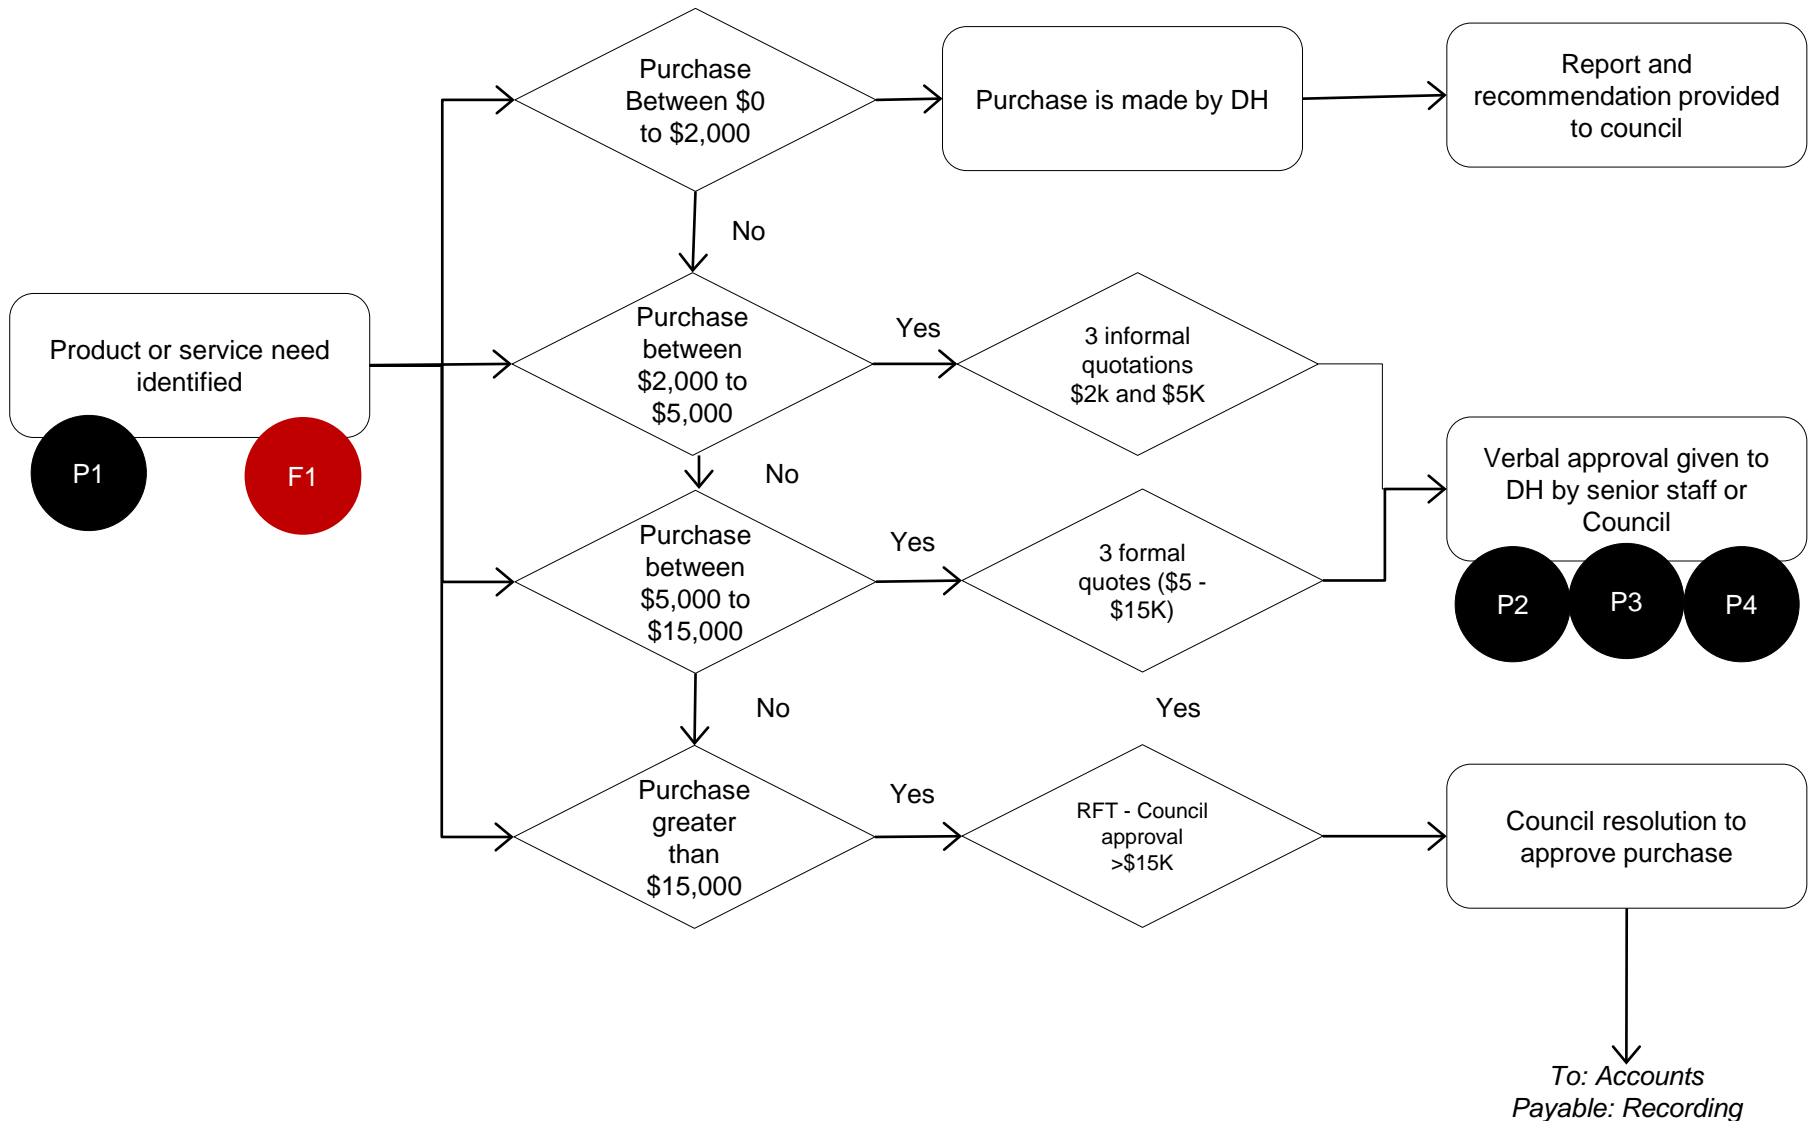 Purchase
Between $0
to $2,000
Purchase is made by DH
Report and
recommendation provided
to council
No
Product or service need
identified
P1
F1
Purchase
between
$2,000 to
$5,000
Yes
3 informal
quotations
$2k and $5K
No
Verbal approval given to
DH by senior staff or
Council
P2
P3
P4
Purchase
between
$5,000 to
$15,000
Yes
3 formal
quotes ($5 -
$15K)
No
Yes
Purchase
greater
than
$15,000
Yes
RFT - Council
approval
>$15K
Council resolution to
approve purchase
To: Accounts
Payable: Recording